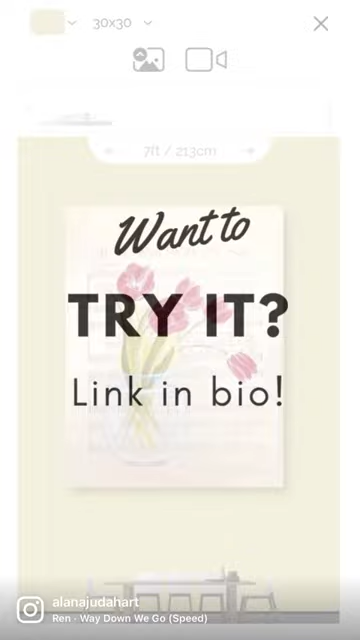 30x30
7ft / 213cm
Want to
TRY IT?
Link in bio!
alanajudahart
Ren · Way Down We Go (Speed)